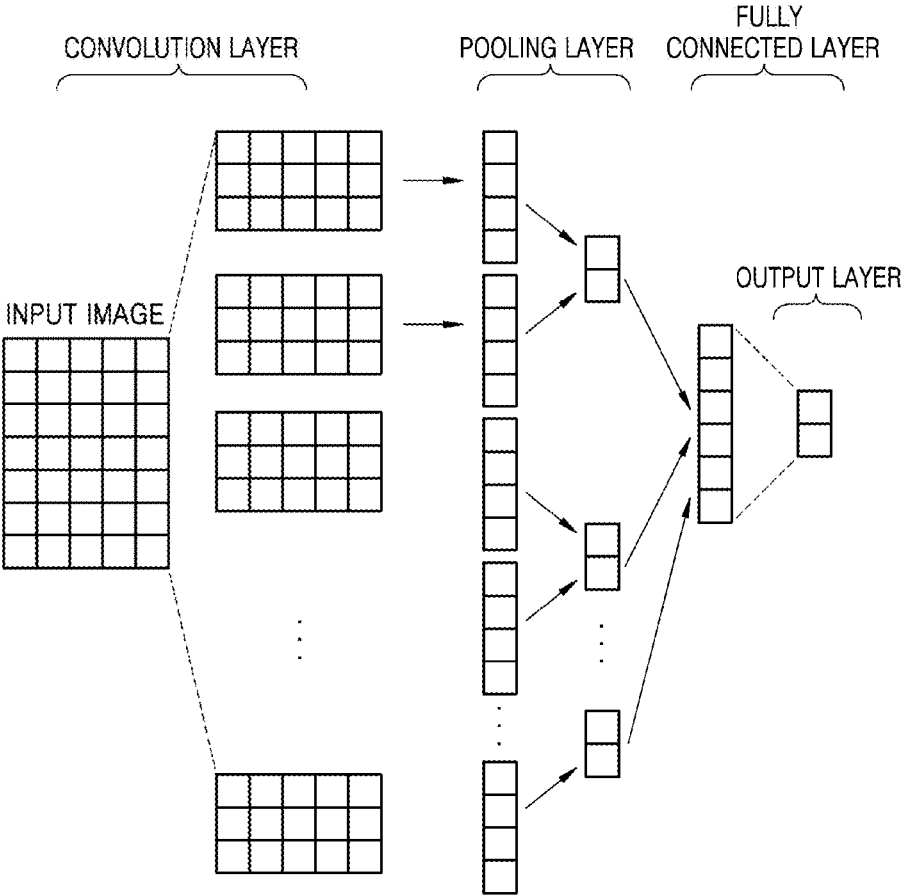 CONVOLUTION LAYER
POOLING LAYER
FULLY
CONNECTED LAYER
INPUT IMAGE
OUTPUT LAYER